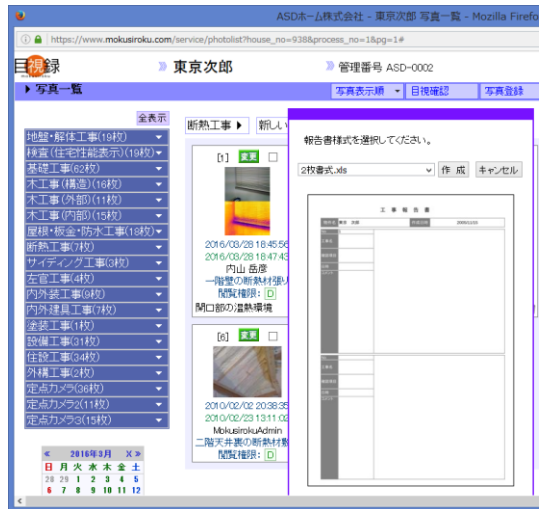 ASDホーム株式会社 - 東京次郎 写真一覧 - Mozilla Firefo
https://www.mokusiroku.com/service/photolist?house_no=938&process_no=1&pg=1#
目視録
東京次郎
管理番号 ASD-0002
写真一覧
写真表示順
目視確認
写真登録
全表示
地盤・解体工事(19枚)
検査(住宅性能表示)(19枚)
基礎工事(62枚)
木工事(構造)(16枚)
木工事(外部)(11枚)
木工事(内部)(15枚)
屋根・板金・防水工事(18枚)
断熱工事(7枚)
サイディング工事(3枚)
左官工事(4枚)
内外装工事(9枚)
内外建具工事(7枚)
塗装工事(1枚)
設備工事(31枚)
住設工事(34枚)
外構工事(2枚)
定点カメラ(36枚)
定点カメラ2(11枚)
定点カメラ3(15枚)
« 2016年3月 X »
日 月 火 水 木 金 土
28 29 1 2 3 4 5
6 7 8 9 10 11 12
断熱工事 新しい
[1] 変更
2016/03/28 18:45:56
2016/03/28 18:47:43
内山 岳彦
一階壁の断熱材張り
閲覧権限: D
開口部の温熱環境
[6] 変更
2010/02/02 20:38:35
2010/02/23 13:11:02
MokusirokuAdmin
二階天井裏の断熱材敷
閲覧権限: D
報告書様式を選択してください。
2枚書式.xls
作 成
キャンセル
工 事 報 告 書
東京 次郎